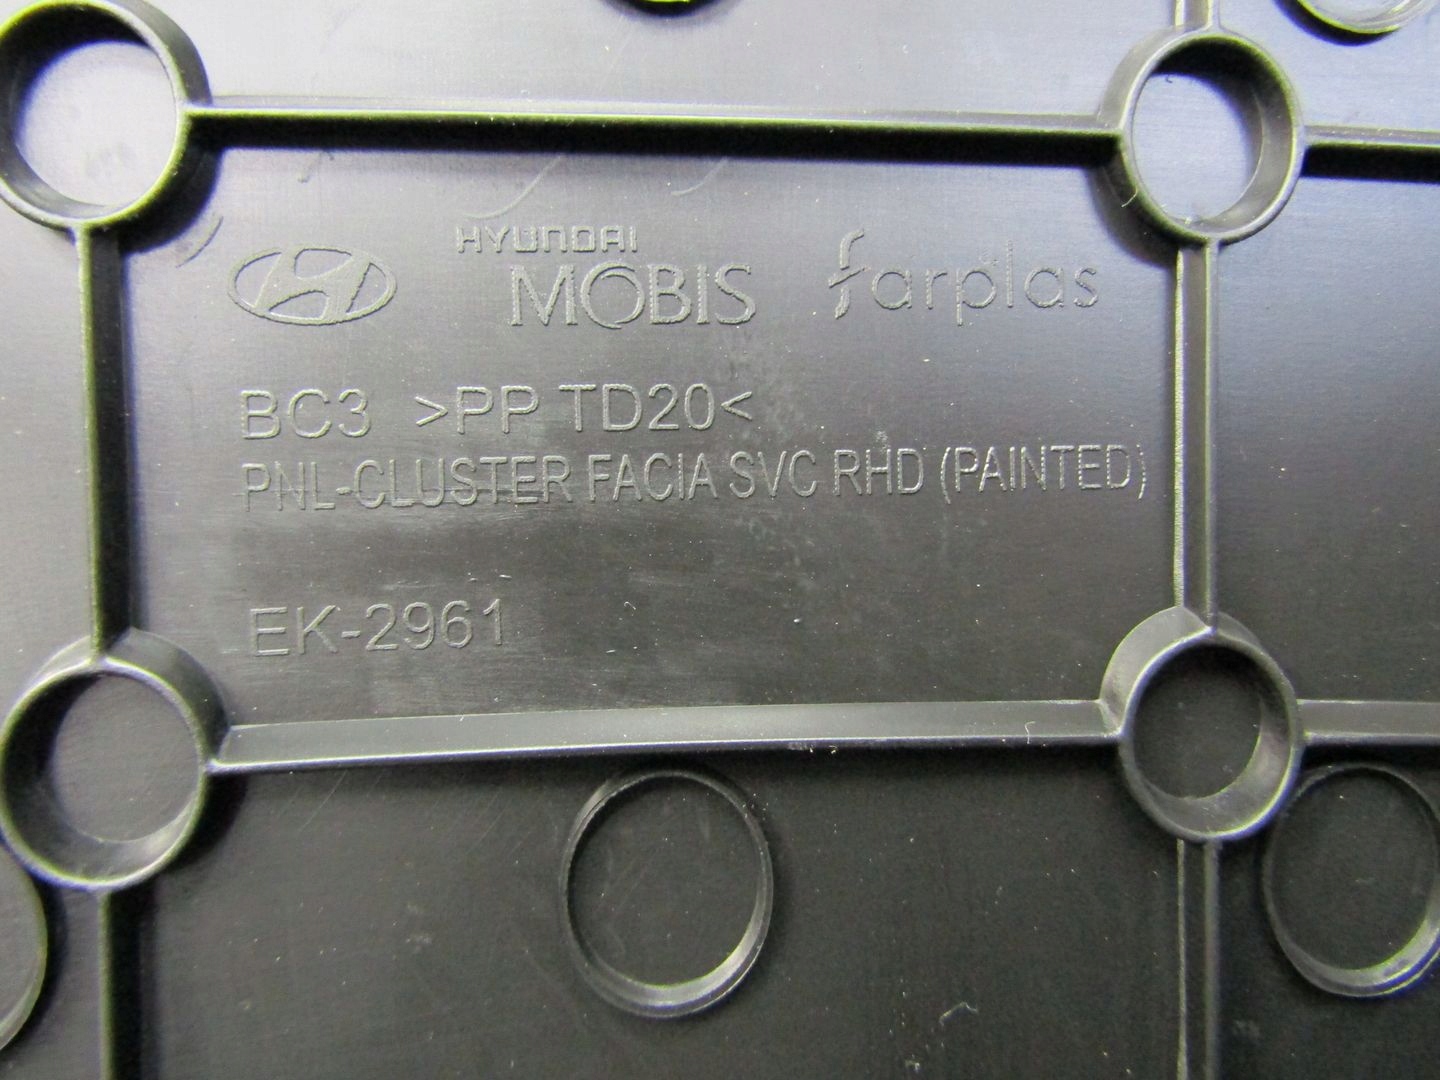 HYUNDAI
MOBIS farplas
BC3 >PP TD20<
PNL-CLUSTER FACIA SVC RHD (PAINTED)
EK-2961